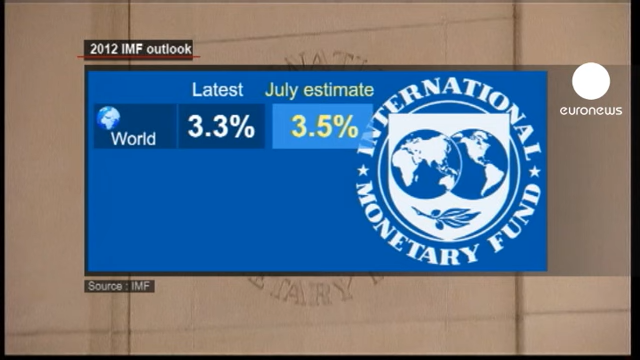 2012 IMF outlook
Latest
July estimate
World
3.3%
3.5%
INTERNATIONAL
MONETARY FUND
euronews
Source : IMF